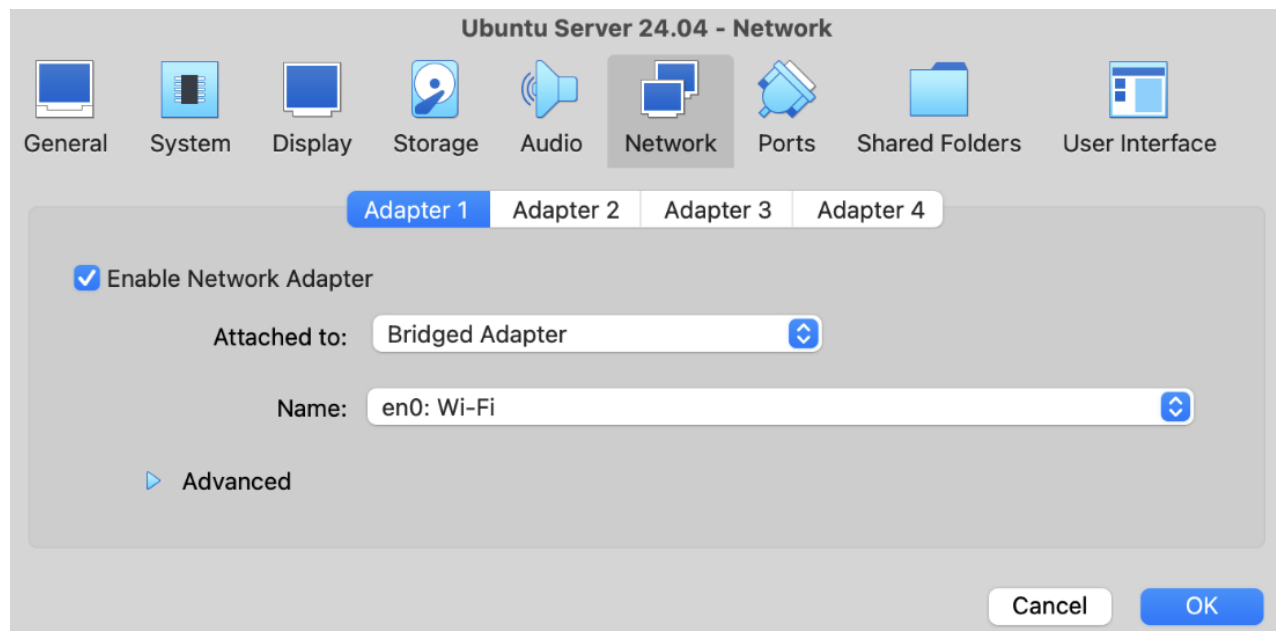 Ubuntu Server 24.04 - Network
General System Display Storage Audio Network Ports Shared Folders User Interface
Adapter 1 Adapter 2 Adapter 3 Adapter 4
Enable Network Adapter
Attached to: Bridged Adapter
Name: en0: Wi-Fi
Advanced
Cancel OK